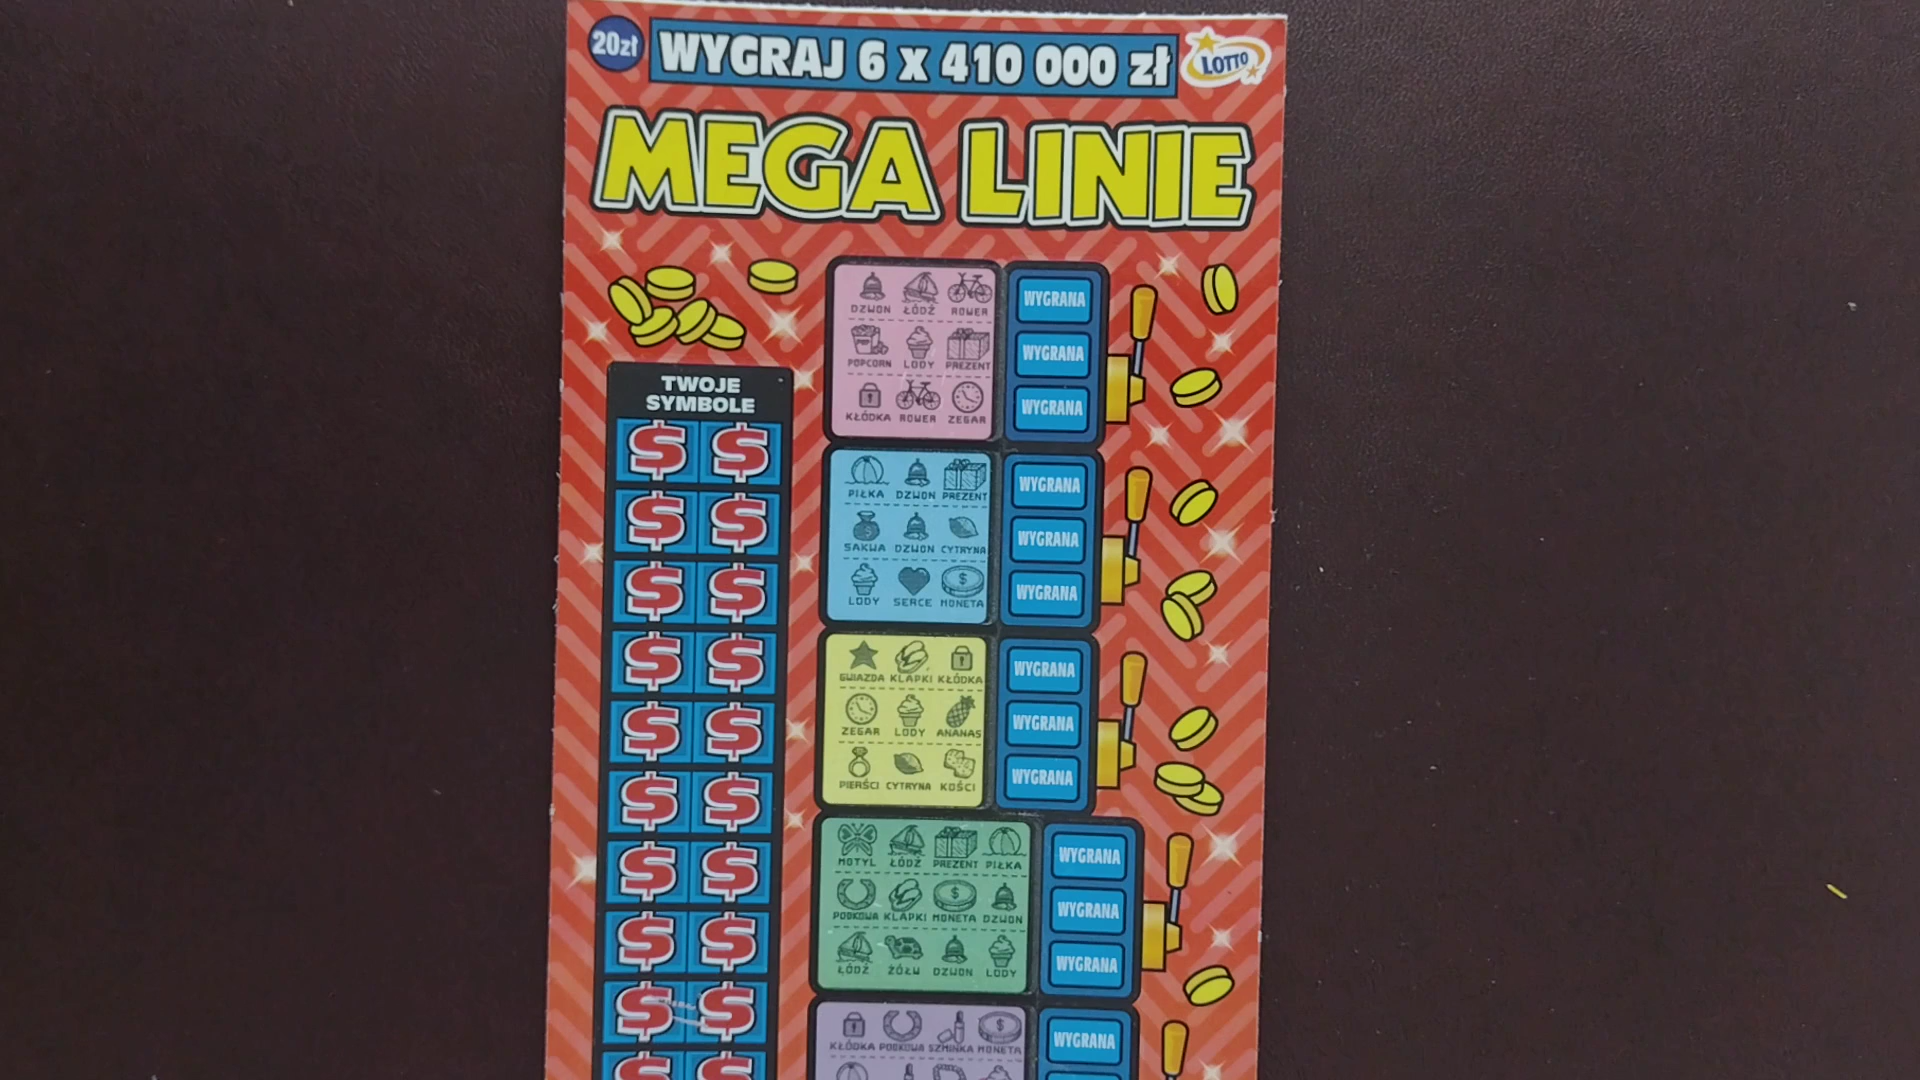 20zł WYGRAJ 6 x 410 000 zł LOTTO
MEGA LINIE
TWOJE
SYMBOLE
DZWON ŁÓDŹ ROWER
POPCORN LODY PREZENT
KŁÓDKA ROWER ZEGAR
WYGRANA
WYGRANA
WYGRANA
PIŁKA DZWON PREZENT
SAKWA DZWON CYTRYNA
LODY SERCE MONETA
WYGRANA
WYGRANA
WYGRANA
GWIAZDA KLAPKI KŁÓDKA
ZEGAR LODY ANANAS
PIERŚCI CYTRYNA KOŚCI
WYGRANA
WYGRANA
WYGRANA
MOTYL ŁÓDŹ PREZENT PIŁKA
PODKOWA KLAPKI MONETA DZWON
ŁÓDŹ ŻÓŁW DZWON LODY
WYGRANA
WYGRANA
WYGRANA
KŁÓDKA PODKOWA SZMINKA MONETA
WYGRANA